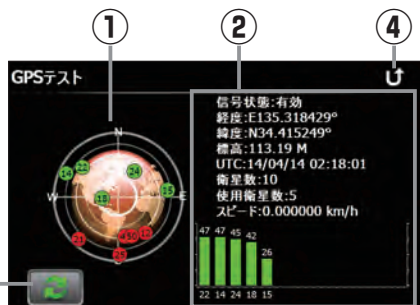 ① ② ④
GPSテスト
信号状態:有効
経度:E135.318429°
緯度:N34.415249°
標高:113.19 M
UTC:14/04/14 02:18:01
衛星数:10
使用衛星数:5
スピード:0.000000 km/h
N
14 22 24
W 18 15 E
21 12
47 47 45 42 26
22 14 24 18 15